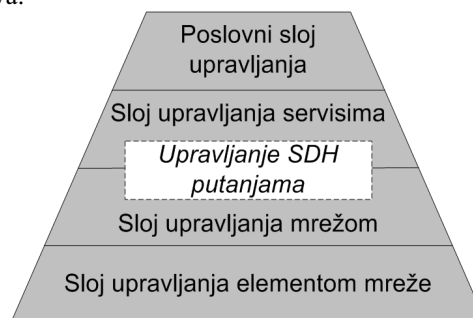 Poslovni sloj
upravljanja
Sloj upravljanja servisima
Upravljanje SDH
putanjama
Sloj upravljanja mrežom
Sloj upravljanja elementom mreže